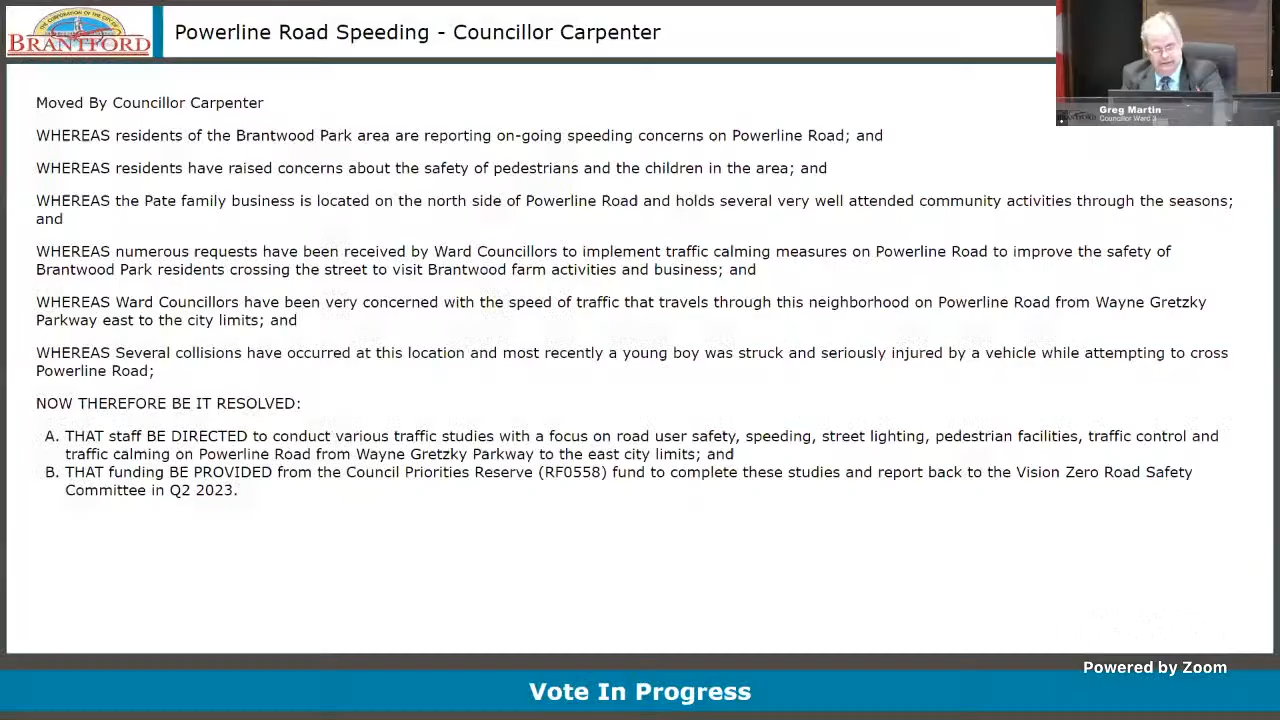 THE CORPORATION OF THE CITY OF
BRANTFORD
Powerline Road Speeding - Councillor Carpenter
Greg Martin
Councillor Ward 3
Moved By Councillor Carpenter
WHEREAS residents of the Brantwood Park area are reporting on-going speeding concerns on Powerline Road; and
WHEREAS residents have raised concerns about the safety of pedestrians and the children in the area; and
WHEREAS the Pate family business is located on the north side of Powerline Road and holds several very well attended community activities through the seasons;
and
WHEREAS numerous requests have been received by Ward Councillors to implement traffic calming measures on Powerline Road to improve the safety of
Brantwood Park residents crossing the street to visit Brantwood farm activities and business; and
WHEREAS Ward Councillors have been very concerned with the speed of traffic that travels through this neighborhood on Powerline Road from Wayne Gretzky
Parkway east to the city limits; and
WHEREAS Several collisions have occurred at this location and most recently a young boy was struck and seriously injured by a vehicle while attempting to cross
Powerline Road;
NOW THEREFORE BE IT RESOLVED:
A. THAT staff BE DIRECTED to conduct various traffic studies with a focus on road user safety, speeding, street lighting, pedestrian facilities, traffic control and
traffic calming on Powerline Road from Wayne Gretzky Parkway to the east city limits; and
B. THAT funding BE PROVIDED from the Council Priorities Reserve (RF0558) fund to complete these studies and report back to the Vision Zero Road Safety
Committee in Q2 2023.
Powered by Zoom
Vote In Progress